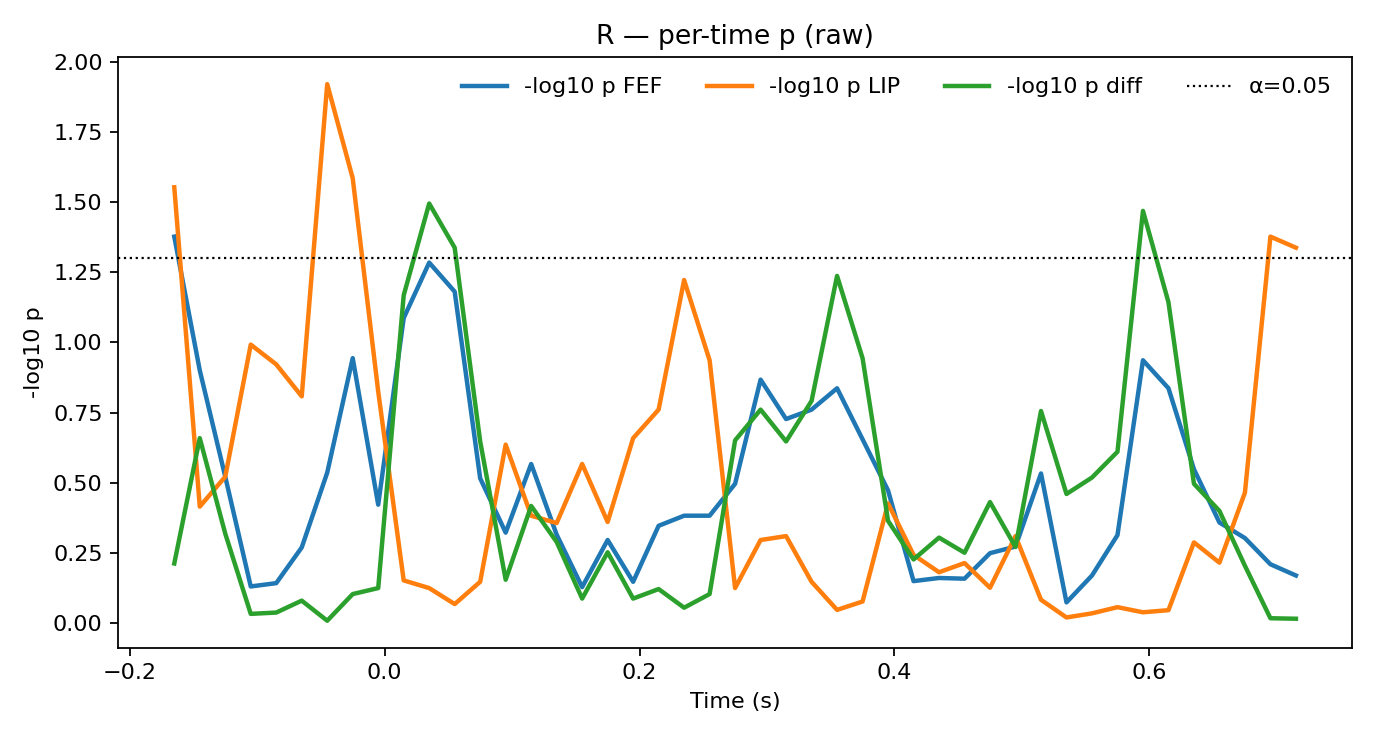 R — per-time p (raw)
-log10 p FEF
-log10 p LIP
-log10 p diff
α=0.05
2.00
1.75
1.50
1.25
1.00
0.75
0.50
0.25
0.00
-log10 p
−0.2
0.0
0.2
0.4
0.6
Time (s)